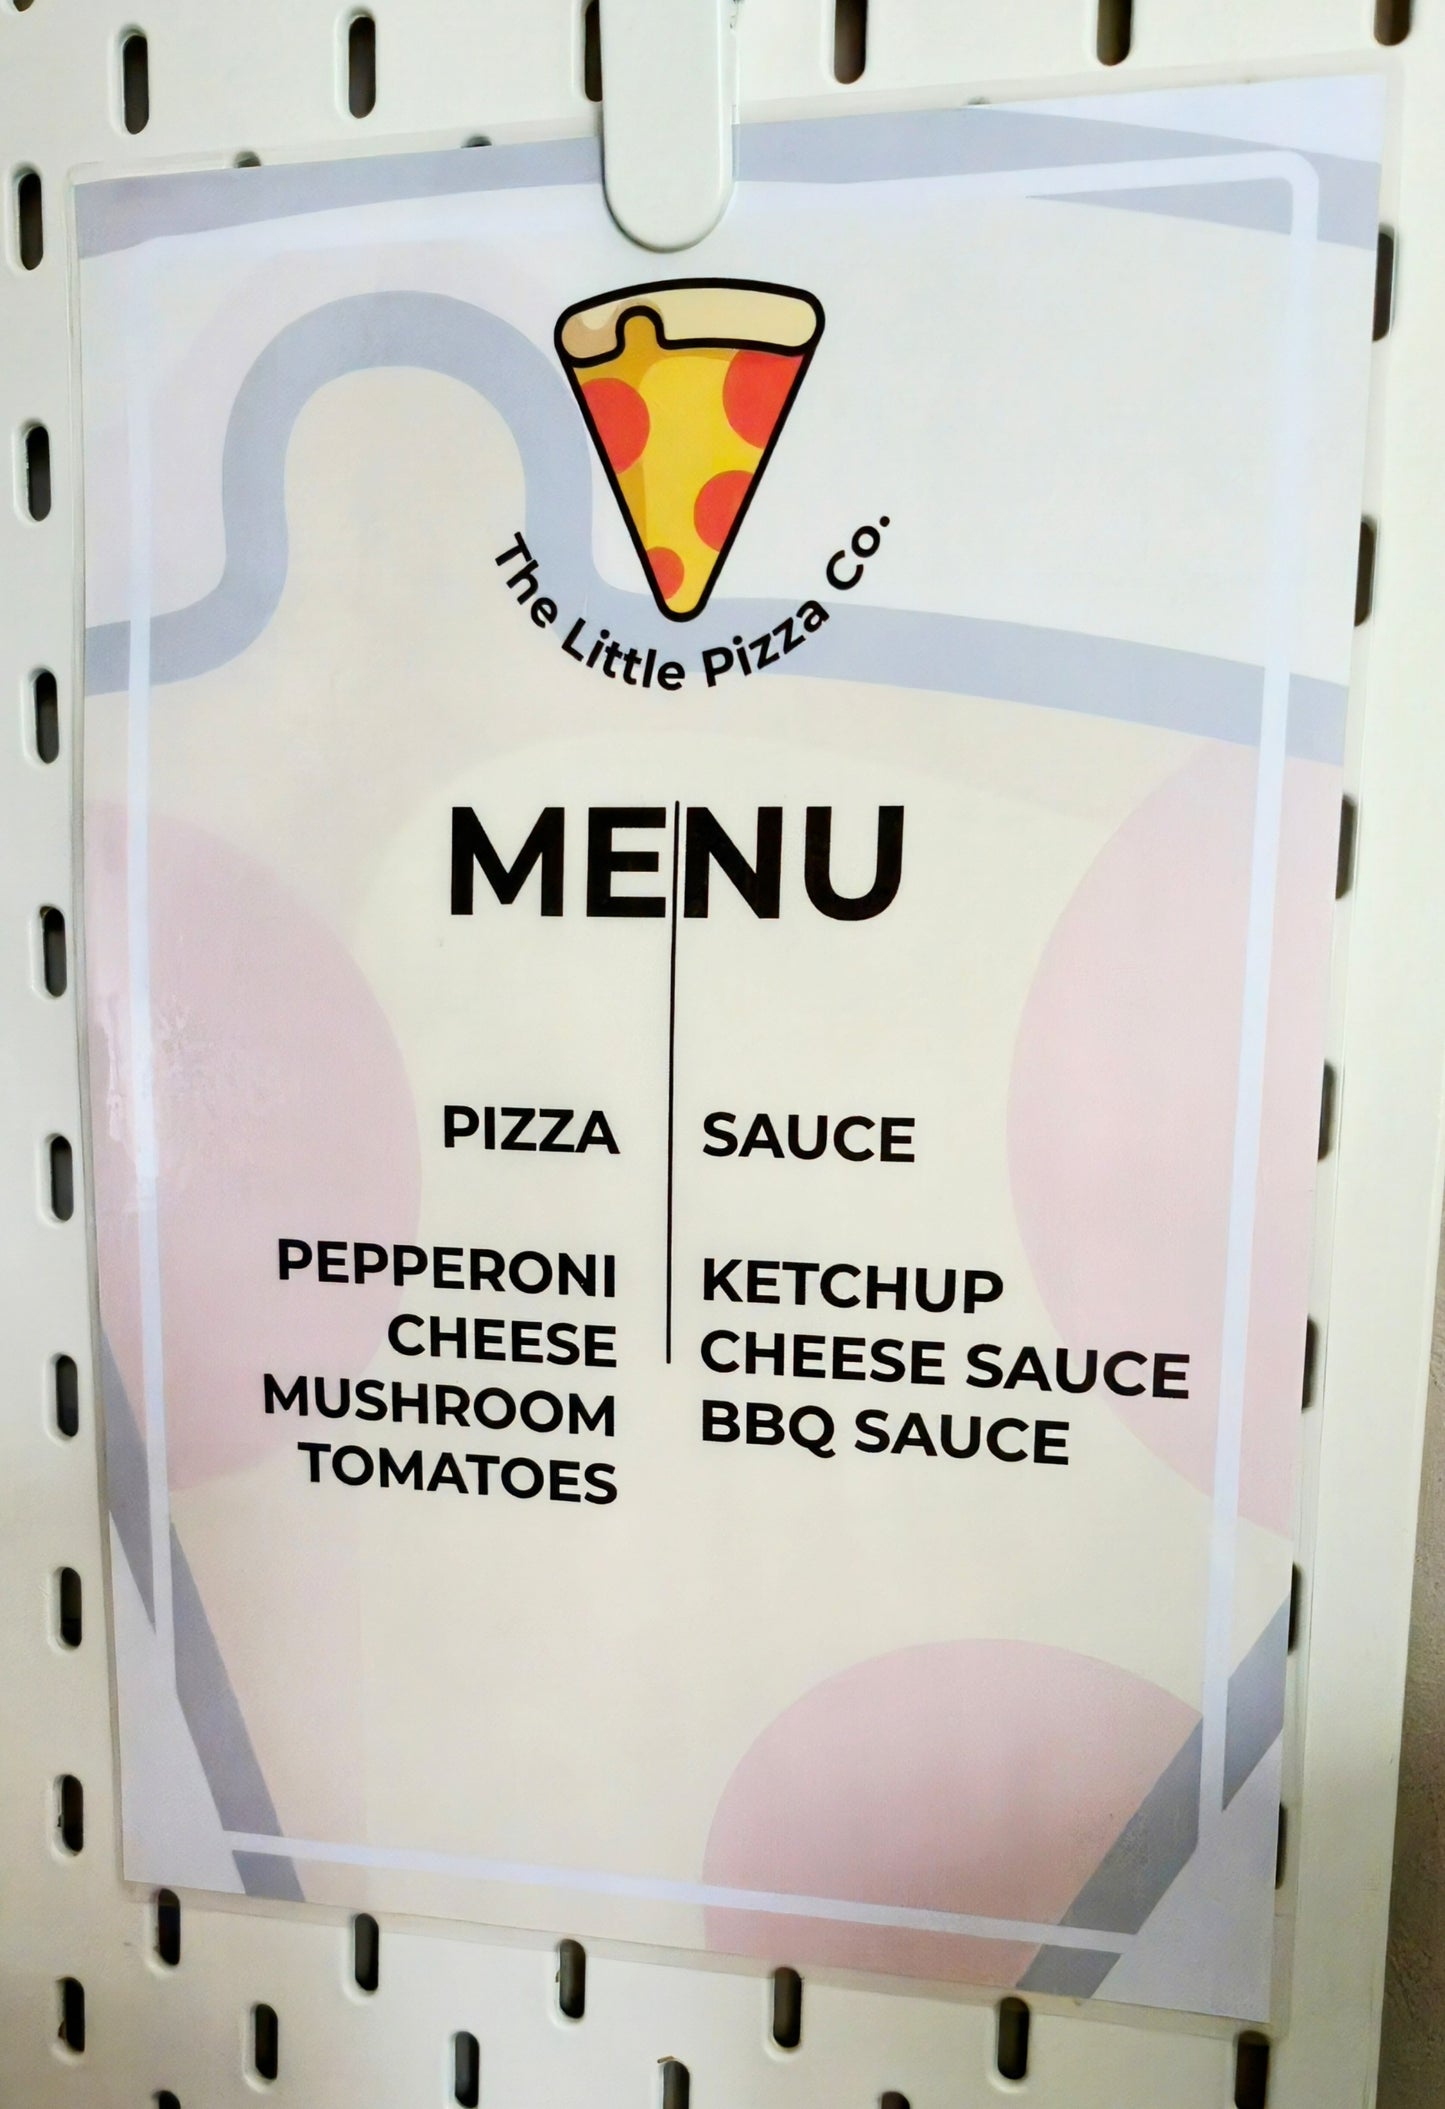 The Little Pizza Co.
MENU
PIZZA
PEPPERONI
CHEESE
MUSHROOM
TOMATOES
SAUCE
KETCHUP
CHEESE SAUCE
BBQ SAUCE